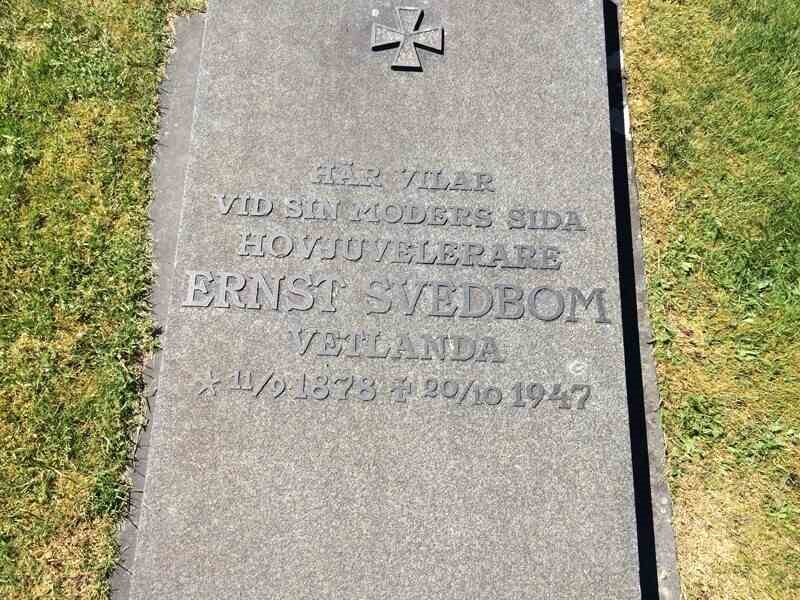 HÄR VILAR
VID SIN MODERS SIDA
HOVJUVELERARE
ERNST SVEDBOM
VETLANDA
* 11/9 1878 ✝ 20/10 1947